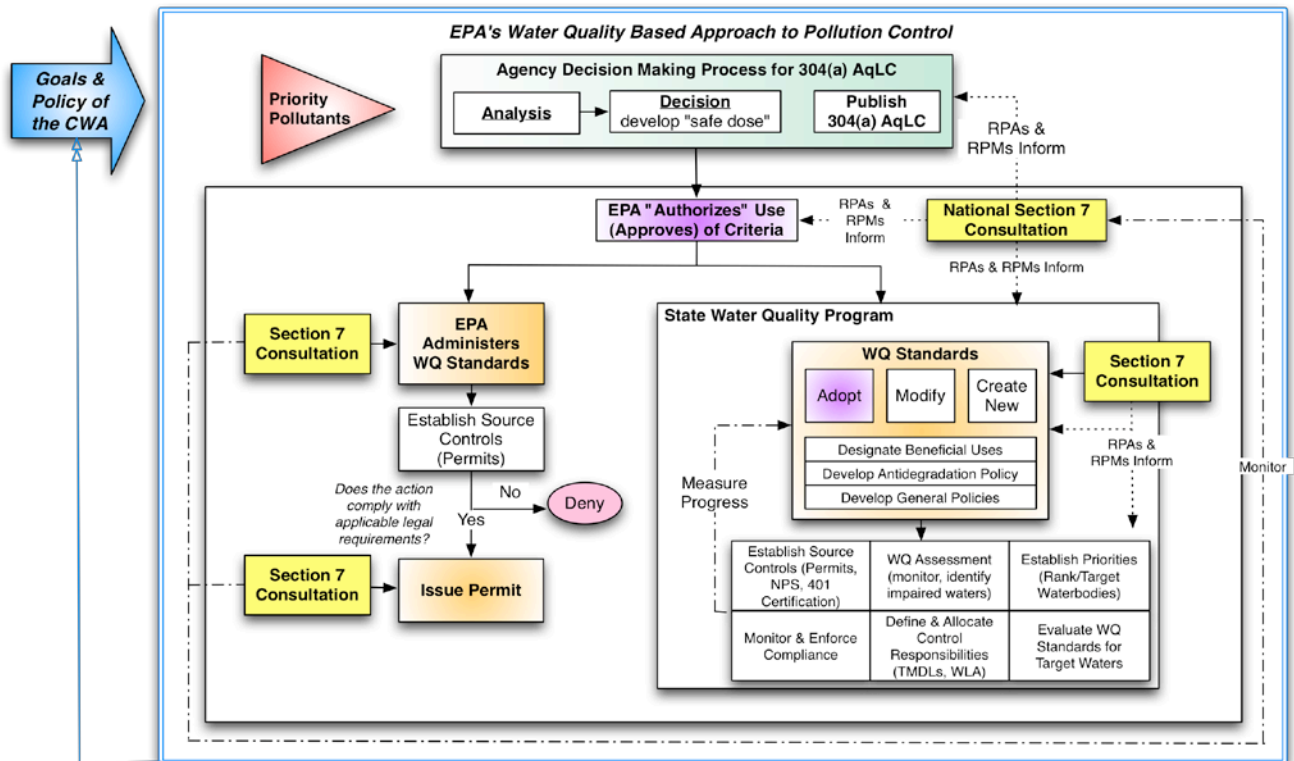 EPA's Water Quality Based Approach to Pollution Control
Goals &
Policy of
the CWA
Priority
Pollutants
Agency Decision Making Process for 304(a) AqLC
Analysis
Decision
develop "safe dose"
Publish
304(a) AqLC
RPAs &
RPMs Inform
EPA "Authorizes" Use
(Approves) of Criteria
RPAs &
RPMs
Inform
National Section 7
Consultation
RPAs & RPMs Inform
Section 7
Consultation
EPA
Administers
WQ Standards
Establish Source
Controls
(Permits)
Does the action
comply with
applicable legal
requirements?
No
Yes
Deny
Section 7
Consultation
Issue Permit
State Water Quality Program
WQ Standards
Adopt
Modify
Create
New
Designate Beneficial Uses
Develop Antidegradation Policy
Develop General Policies
Section 7
Consultation
RPAs &
RPMs Inform
Monitor
Measure
Progress
Establish Source
Controls (Permits,
NPS, 401
Certification)
WQ Assessment
(monitor, identify
impaired waters)
Establish Priorities
(Rank/Target
Waterbodies)
Monitor & Enforce
Compliance
Define & Allocate
Control
Responsibilities
(TMDLs, WLA)
Evaluate WQ
Standards for
Target Waters